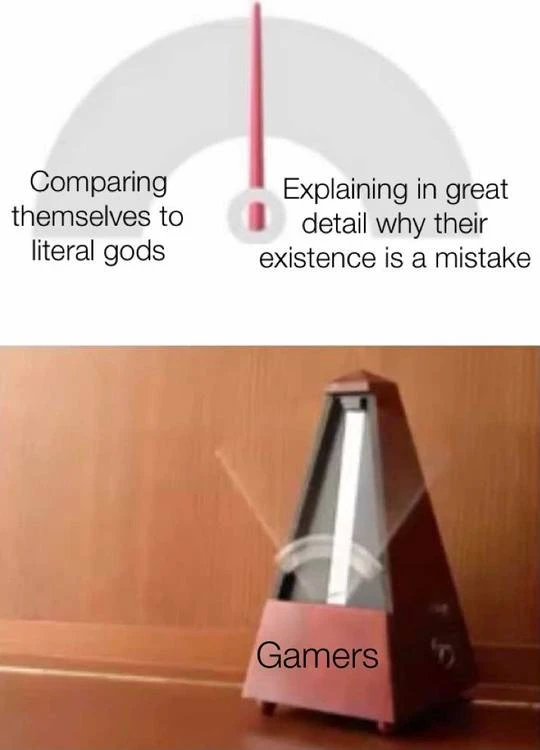 Comparing
themselves to
literal gods
Explaining in great
detail why their
existence is a mistake
Gamers